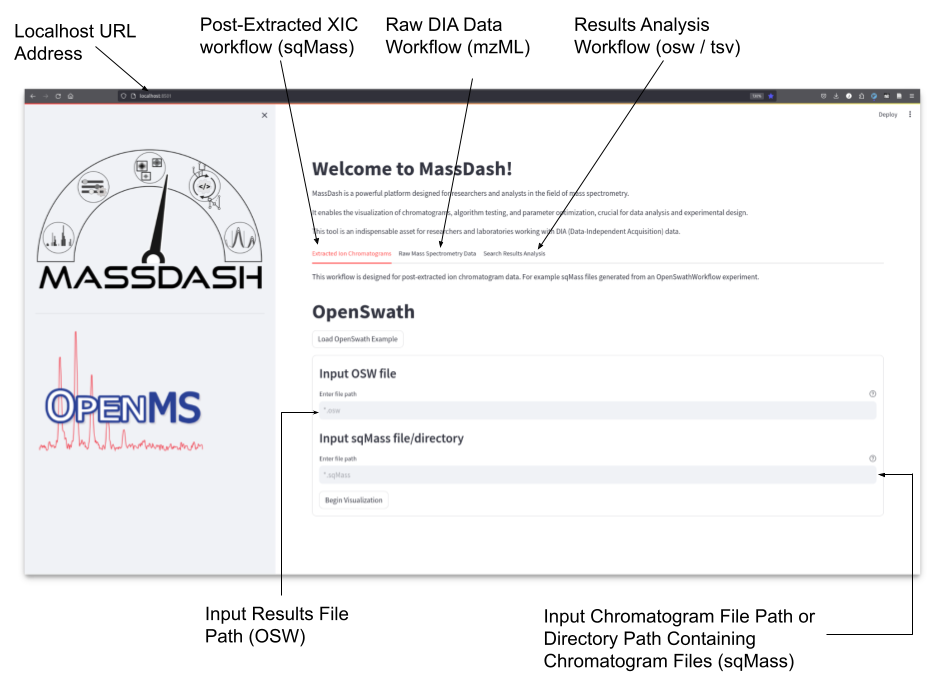 Localhost URL
Address
Post-Extracted XIC
workflow (sqMass)
Raw DIA Data
Workflow (mzML)
Results Analysis
Workflow (osw / tsv)
Deploy
MASSDASH
OPENMS
Welcome to MassDash!
MassDash is a powerful platform designed for researchers and analysts in the field of mass spectrometry.
It enables the visualization of chromatograms, algorithm testing, and parameter optimization, crucial for data analysis and experimental design.
This tool is an indispensable asset for researchers and laboratories working with DIA (Data-Independent Acquisition) data.
Extracted Ion Chromatograms Raw Mass Spectrometry Data Search Results Analysis
This workflow is designed for post-extracted ion chromatogram data. For example sqMass files generated from an OpenSwathWorkflow experiment.
OpenSwath
Load OpenSwath Example
Input OSW file
Enter file path
*.osw
Input sqMass file/directory
Enter file path
*.sqMass
Begin Visualization
Input Results File
Path (OSW)
Input Chromatogram File Path or
Directory Path Containing
Chromatogram Files (sqMass)